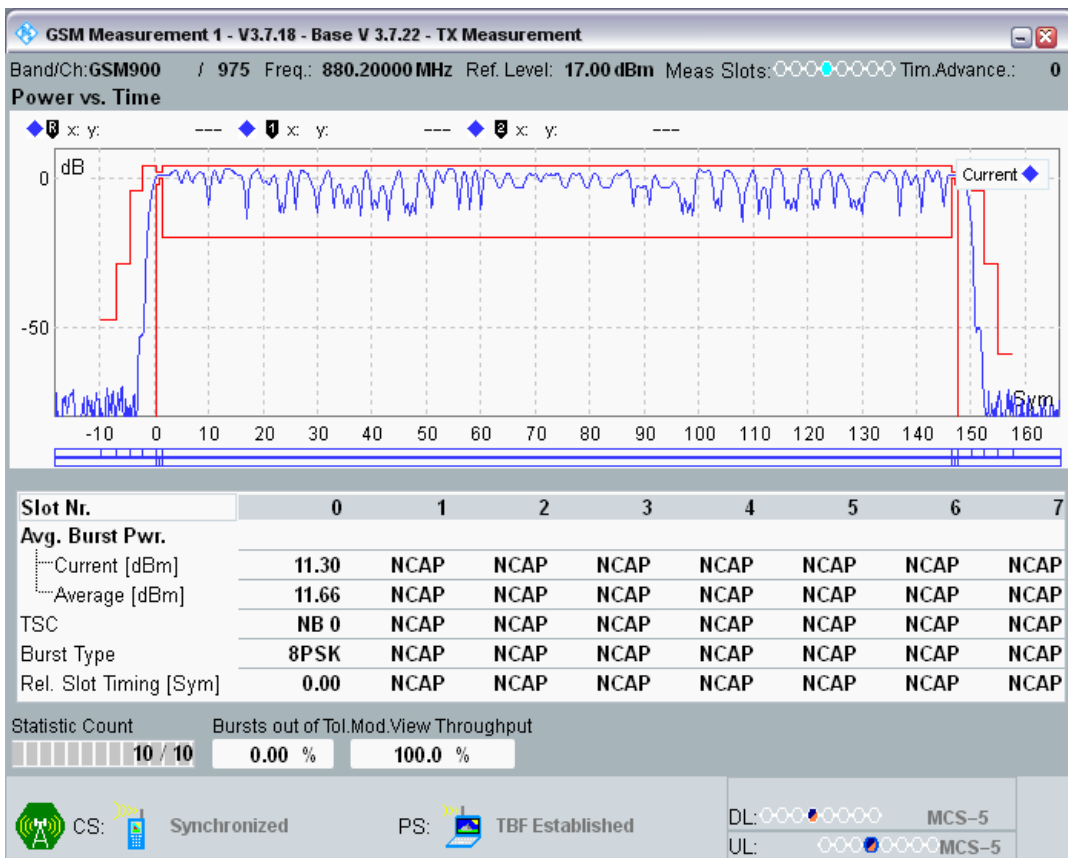 GSM Measurement 1 - V3.7.18 - Base V 3.7.22 - TX Measurement
Band/Ch:GSM900 / 975 Freq.: 880.20000 MHz Ref. Level: 17.00 dBm Meas Slots: Tim.Advance.: 0
Power vs. Time
R x: y: --- 1 x: y: --- 2 x: y: ---
dB
Current
0
-50
Sym
-10 0 10 20 30 40 50 60 70 80 90 100 110 120 130 140 150 160
Slot Nr. 0 1 2 3 4 5 6 7
Avg. Burst Pwr.
Current [dBm] 11.30 NCAP NCAP NCAP NCAP NCAP NCAP NCAP
Average [dBm] 11.66 NCAP NCAP NCAP NCAP NCAP NCAP NCAP
TSC NB 0 NCAP NCAP NCAP NCAP NCAP NCAP NCAP
Burst Type 8PSK NCAP NCAP NCAP NCAP NCAP NCAP NCAP
Rel. Slot Timing [Sym] 0.00 NCAP NCAP NCAP NCAP NCAP NCAP NCAP
Statistic Count Bursts out of Tol. Mod.View Throughput
10 / 10 0.00 % 100.0 %
CS: Synchronized PS: TBF Established
DL: MCS-5
UL: MCS-5